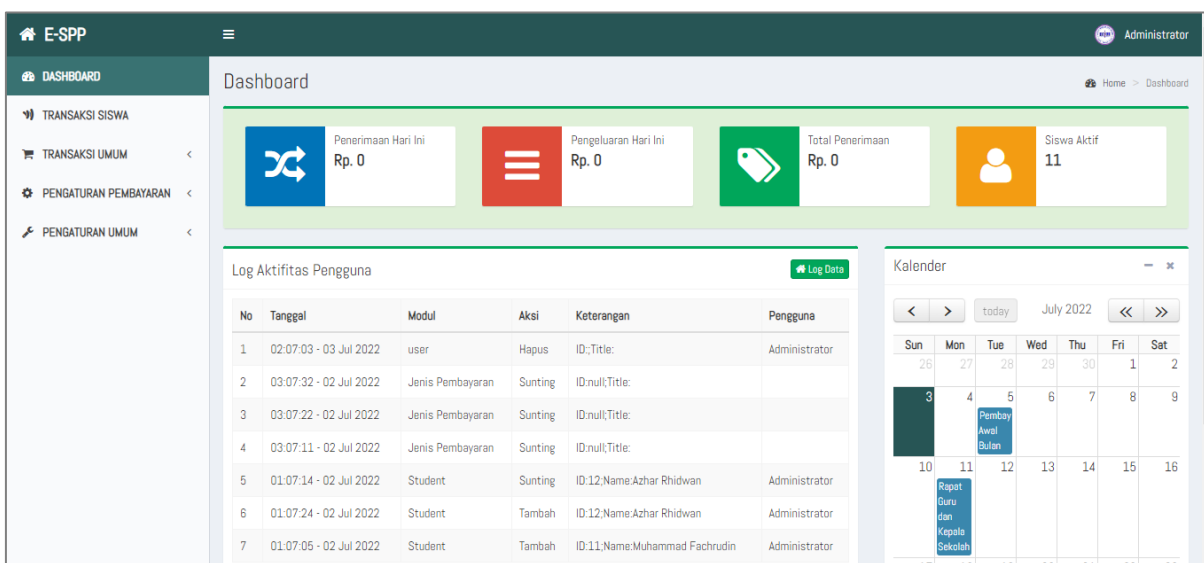 E-SPP
Administrator
DASHBOARD
TRANSAKSI SISWA
TRANSAKSI UMUM <
PENGATURAN PEMBAYARAN <
PENGATURAN UMUM <
Dashboard
Home > Dashboard
Penerimaan Hari Ini
Rp. 0
Pengeluaran Hari Ini
Rp. 0
Total Penerimaan
Rp. 0
Siswa Aktif
11
Log Aktifitas Pengguna
Log Data
No Tanggal Modul Aksi Keterangan Pengguna
1 02:07:03 - 03 Jul 2022 user Hapus ID:;Title: Administrator
2 03:07:32 - 02 Jul 2022 Jenis Pembayaran Sunting ID:null;Title:
3 03:07:22 - 02 Jul 2022 Jenis Pembayaran Sunting ID:null;Title:
4 03:07:11 - 02 Jul 2022 Jenis Pembayaran Sunting ID:null;Title:
5 01:07:14 - 02 Jul 2022 Student Sunting ID:12;Name:Azhar Rhidwan Administrator
6 01:07:24 - 02 Jul 2022 Student Tambah ID:12;Name:Azhar Rhidwan Administrator
7 01:07:05 - 02 Jul 2022 Student Tambah ID:11;Name:Muhammad Fachrudin Administrator
Kalender
today July 2022
Sun Mon Tue Wed Thu Fri Sat
26 27 28 29 30 1 2
3 4 5 6 7 8 9
Pembay
Awal
Bulan
10 11 12 13 14 15 16
Rapat
Guru
dan
Kepala
Sekolah